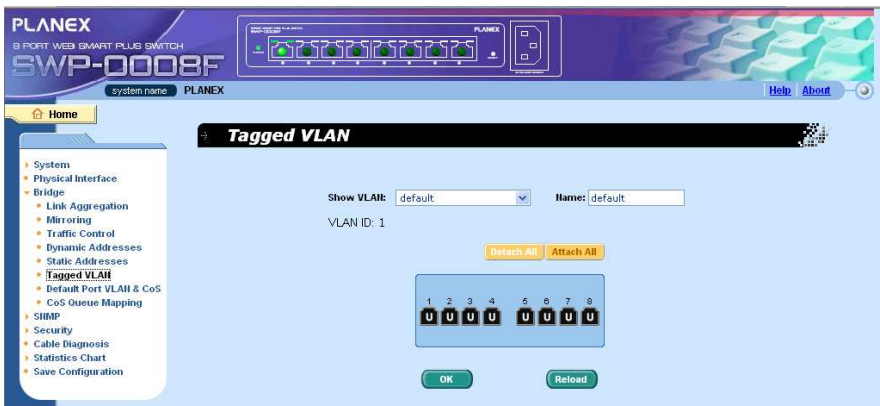 PLANEX
8 PORT WEB SMART PLUS SWITCH
SWP-0008F
PLANEX
system name PLANEX
Help About
Home
Tagged VLAN
System
Physical Interface
Bridge
Link Aggregation
Mirroring
Traffic Control
Dynamic Addresses
Static Addresses
Tagged VLAN
Default Port VLAN & CoS
CoS Queue Mapping
SNMP
Security
Cable Diagnosis
Statistics Chart
Save Configuration
Show VLAN: default Name: default
VLAN ID: 1
Detach All Attach All
1 2 3 4 5 6 7 8
U U U U U U U U
OK Reload